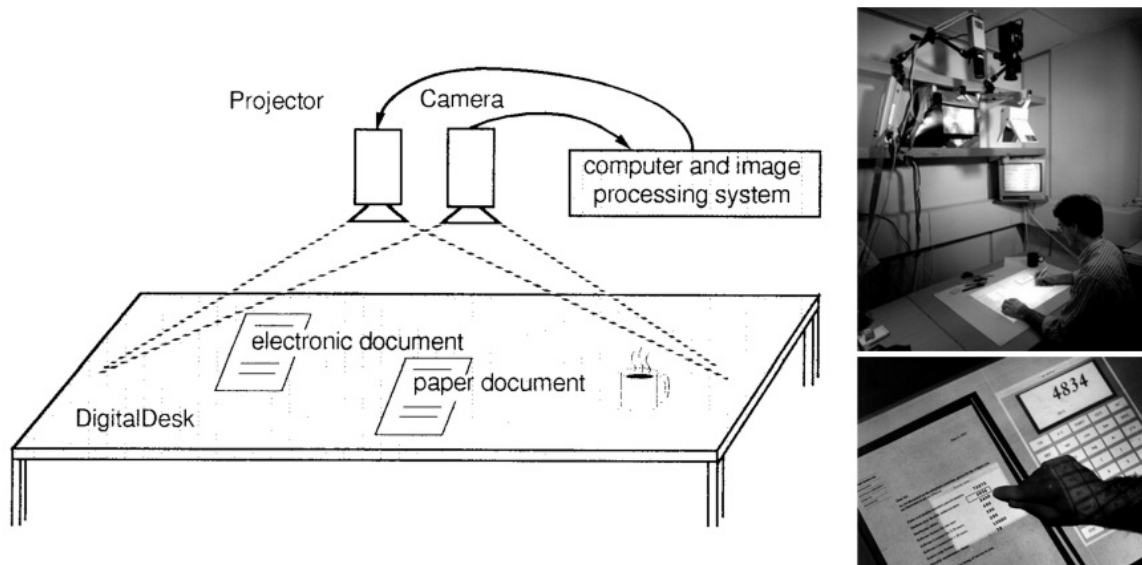 Projector
Camera
computer and image
processing system
electronic document
paper document
DigitalDesk
4834